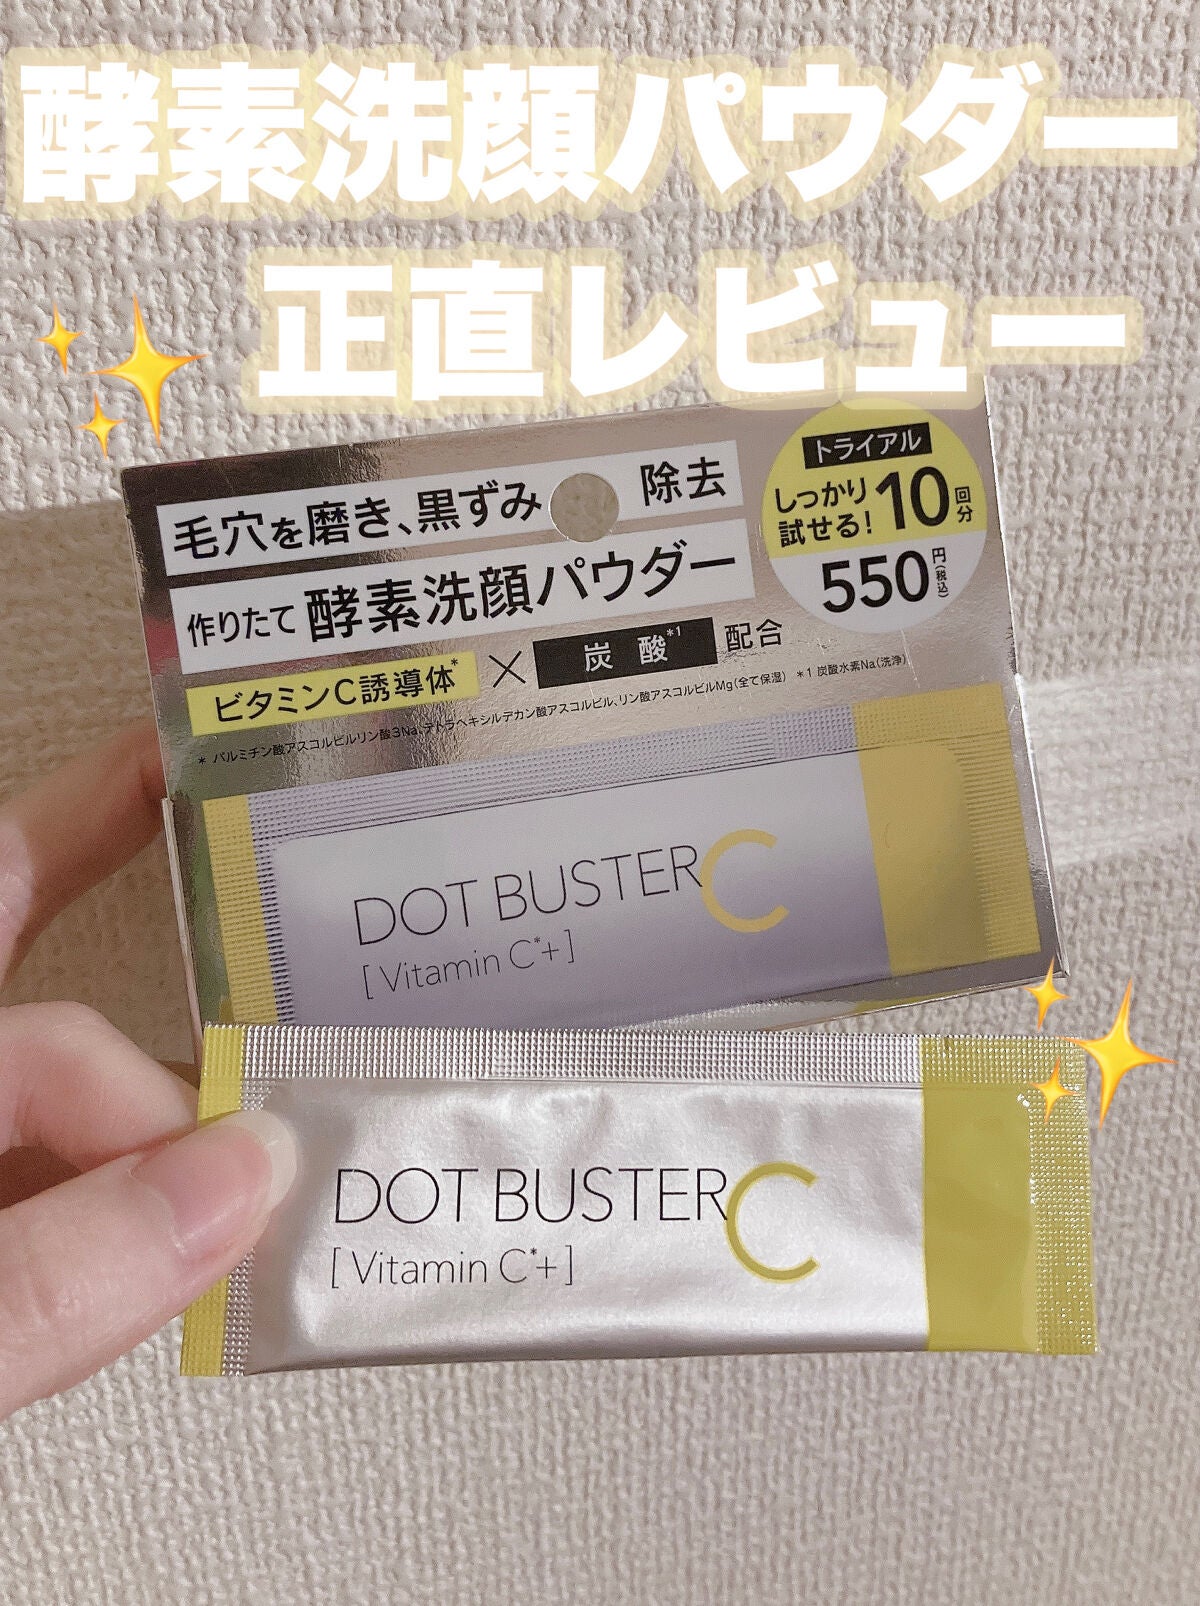 酵素洗顔パウダー
正直レビュー
毛穴を磨き、黒ずみ 除去
作りたて 酵素洗顔パウダー
ビタミンC誘導体* × 炭酸*1 配合
* パルミチン酸アスコルビルリン酸3Na、テトラヘキシルデカン酸アスコルビル、リン酸アスコルビルMg(全て保湿) *1 炭酸水素Na(洗浄)
トライアル
しっかり
試せる! 10回分
550円(税込)
DOT BUSTER C
[ Vitamin C*+ ]
DOT BUSTER C
[ Vitamin C*+ ]